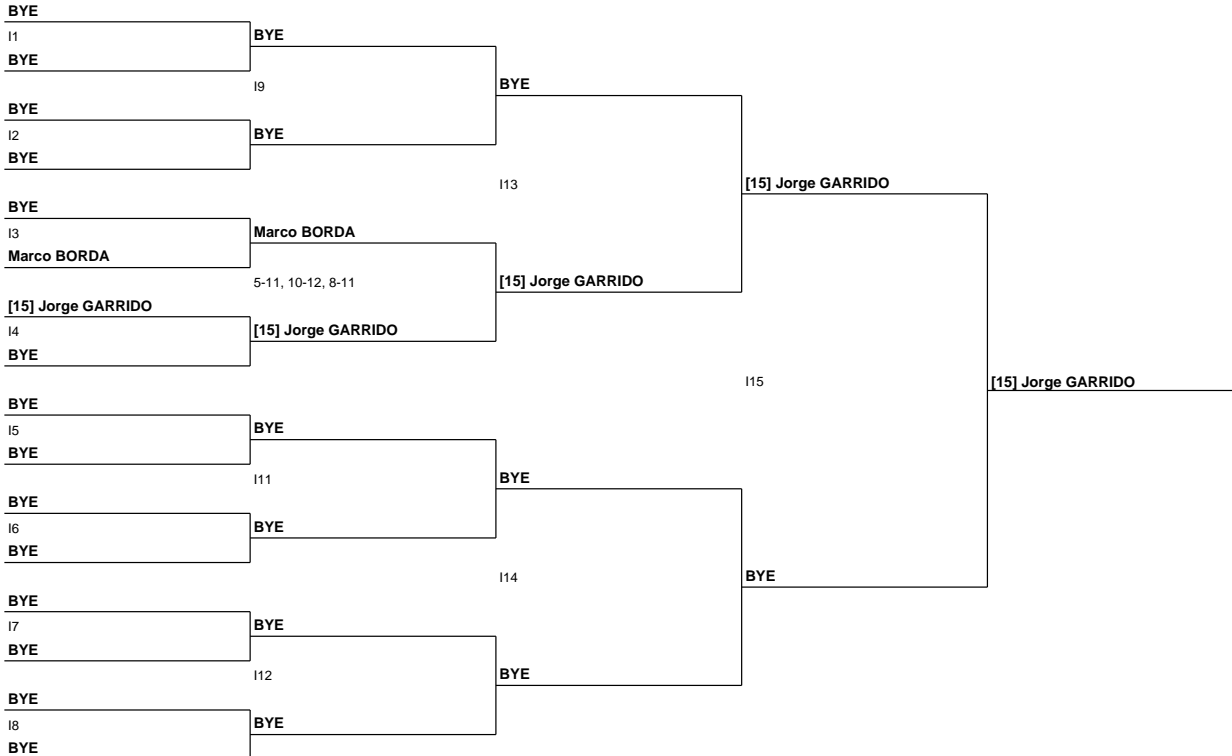 BYE
I1
BYE
BYE
I9
BYE
BYE
I2
BYE
BYE
I13
[15] Jorge GARRIDO
BYE
I3
Marco BORDA
Marco BORDA
5-11, 10-12, 8-11
[15] Jorge GARRIDO
[15] Jorge GARRIDO
I4
[15] Jorge GARRIDO
BYE
I15
[15] Jorge GARRIDO
BYE
I5
BYE
BYE
I11
BYE
BYE
I6
BYE
BYE
I14
BYE
BYE
I7
BYE
BYE
I12
BYE
BYE
I8
BYE
BYE